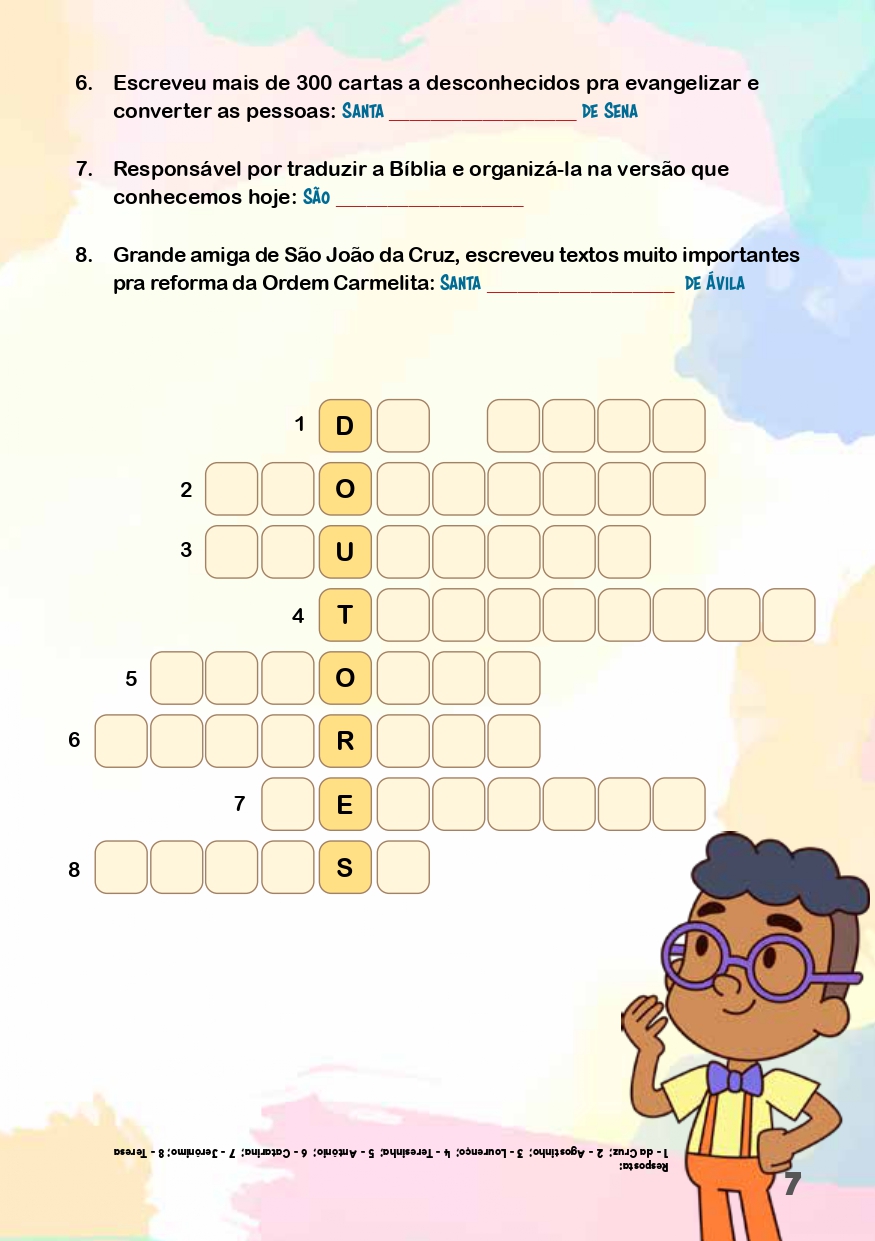 6. Escreveu mais de 300 cartas a desconhecidos pra evangelizar e
converter as pessoas: SANTA __________________ DE SENA
7. Responsável por traduzir a Bíblia e organizá-la na versão que
conhecemos hoje: SÃO __________________
8. Grande amiga de São João da Cruz, escreveu textos muito importantes
pra reforma da Ordem Carmelita: SANTA __________________ DE ÁVILA
1 D
2 O
3 U
4 T
5 O
6 R
7 E
8 S
Resposta:
1 - da Cruz; 2 - Agostinho; 3 - Lourenço; 4 - Teresinha; 5 - Antônio; 6 - Catarina; 7 - Jerônimo; 8 - Teresa
7